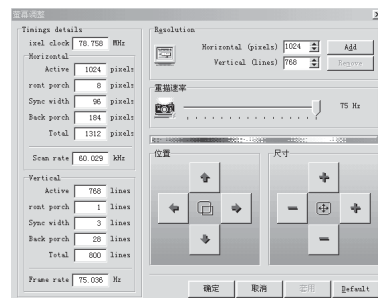 萤幕调整
Timings details
ixel clock 78.758 MHz
Horizontal
Active 1024 pixels
ront porch 8 pixels
Sync width 96 pixels
Back porch 184 pixels
Total 1312 pixels
Scan rate 60.029 kHz
Vertical
Active 768 lines
ront porch 1 lines
Sync width 3 lines
Back porch 28 lines
Total 800 lines
Frame rate 75.036 Hz
Resolution
Horizontal (pixels) 1024 Add
Vertical (Lines) 768 Remove
重描速率
75 Hz
位置
尺寸
确定 取消 套用 Default